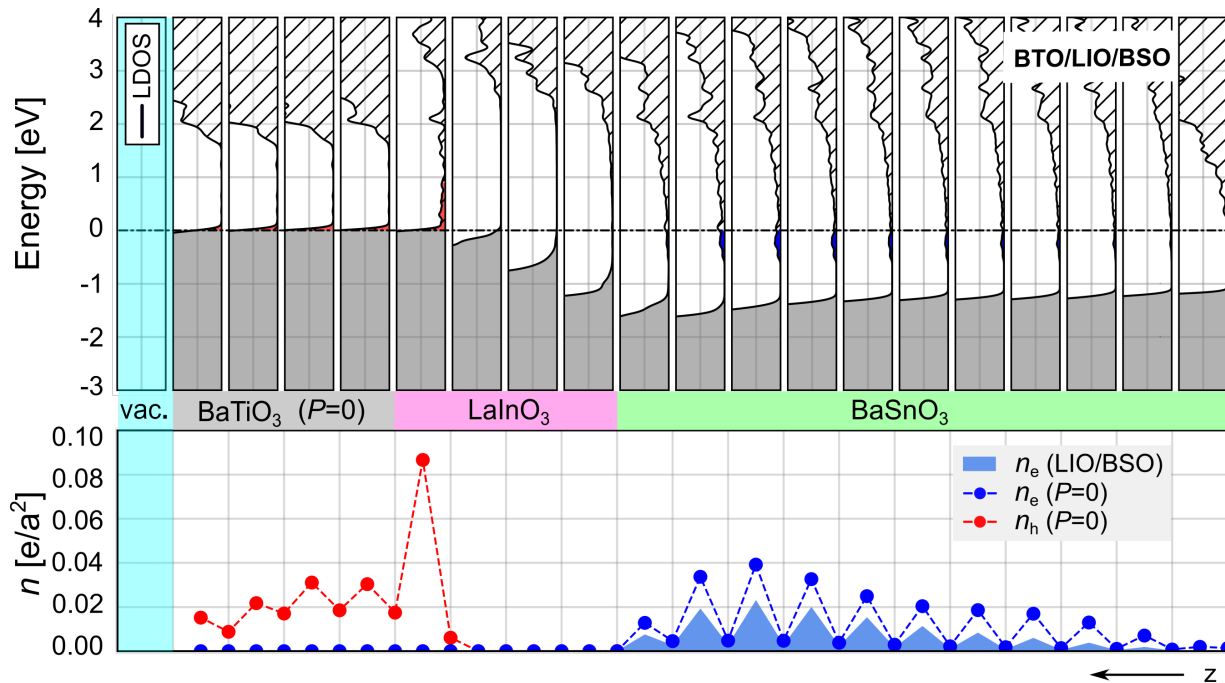 4
3
2
1
0
-1
-2
-3
Energy [eV]
LDOS
BTO/LIO/BSO
vac.
BaTiO₃ (P=0)
LaInO₃
BaSnO₃
0.10
0.08
0.06
0.04
0.02
0.00
n [e/a²]
nₑ (LIO/BSO)
nₑ (P=0)
nₕ (P=0)
z